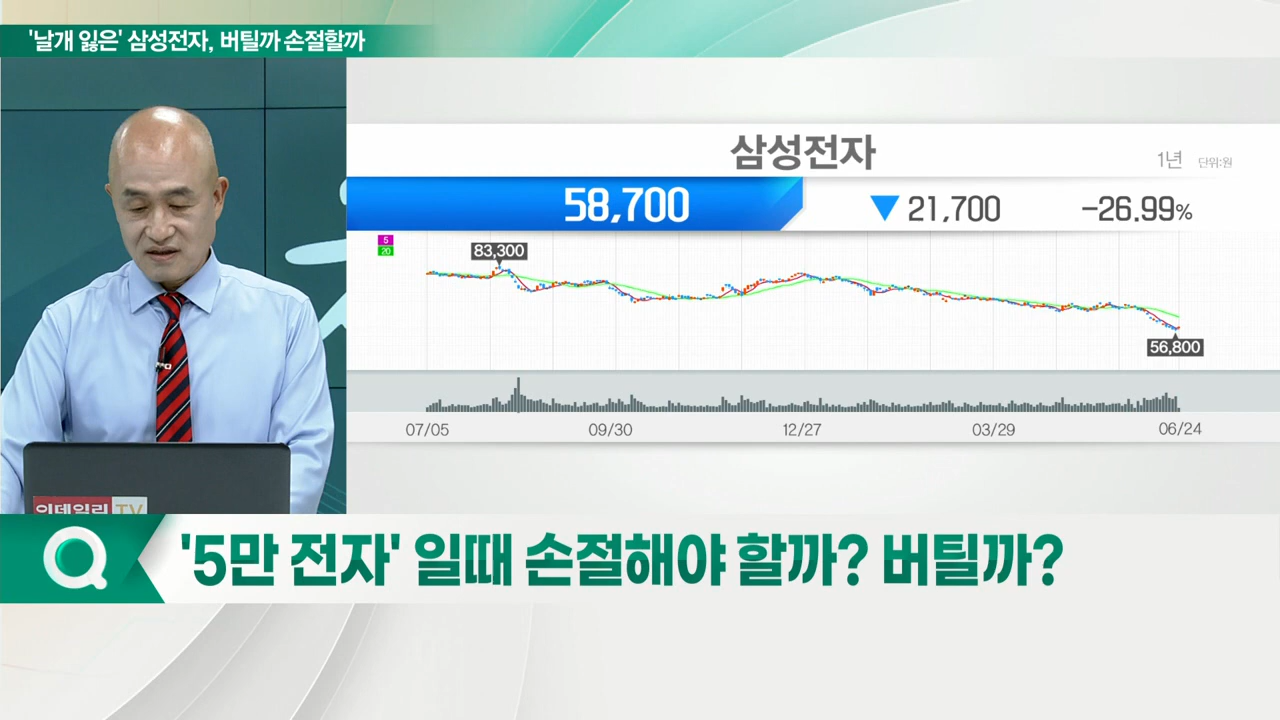 '날개 잃은' 삼성전자, 버틸까 손절할까
삼성전자
1년 단위:원
58,700 ▼ 21,700 -26.99%
5
20
83,300
56,800
07/05 09/30 12/27 03/29 06/24
이데일리 TV
Q '5만 전자' 일때 손절해야 할까? 버틸까?